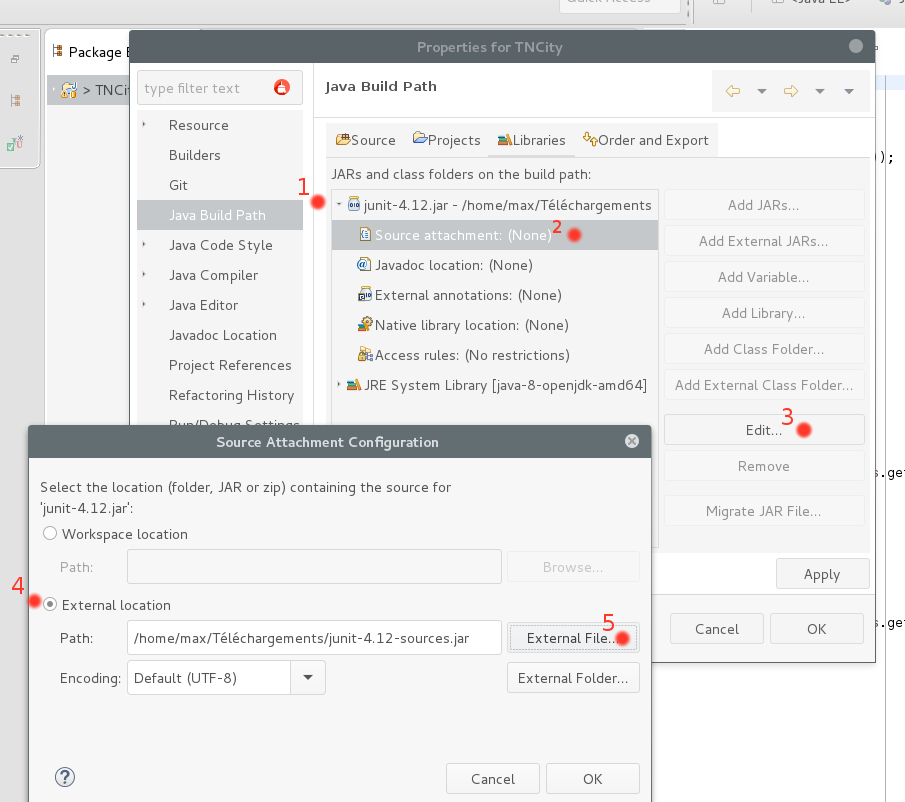 Quick Access
Package E
Properties for TNCity
> TNCi
type filter text
Java Build Path
Resource
Builders
Git
Java Build Path
Java Code Style
Java Compiler
Java Editor
Javadoc Location
Project References
Refactoring History
Run/Debug Settings
Source
Projects
Libraries
Order and Export
JARs and class folders on the build path:
1
junit-4.12.jar - /home/max/Téléchargements
Source attachment: (None)
2
Javadoc location: (None)
External annotations: (None)
Native library location: (None)
Access rules: (No restrictions)
JRE System Library [java-8-openjdk-amd64]
Add JARs...
Add External JARs...
Add Variable...
Add Library...
Add Class Folder...
Add External Class Folder...
3
Edit...
Remove
Migrate JAR File...
Apply
Cancel
OK
);
s.get
s.get
Source Attachment Configuration
Select the location (folder, JAR or zip) containing the source for
'junit-4.12.jar':
Workspace location
Path:
Browse...
4
External location
5
Path:
/home/max/Téléchargements/junit-4.12-sources.jar
External File...
Encoding:
Default (UTF-8)
External Folder...
?
Cancel
OK